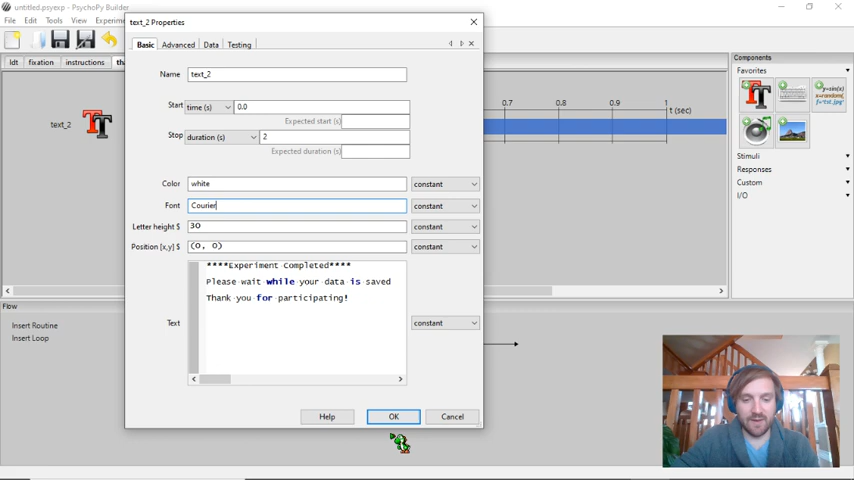 untitled.psyexp - PsychoPy Builder
File Edit Tools View Experiment
ldt fixation instructions
text_2
0.7 0.8 0.9 1
t (sec)
Flow
Insert Routine
Insert Loop
text_2 Properties
Basic Advanced Data Testing
Name text_2
Start time (s) 0.0
Expected start (s)
Stop duration (s) 2
Expected duration (s)
Color white constant
Font Courier constant
Letter height $ 30 constant
Position [x,y] $ (0, 0) constant
****Experiment Completed****
Please wait while your data is saved
Thank you for participating!
Text constant
Help OK Cancel
Components
Favorites
Stimuli
Responses
Custom
I/O